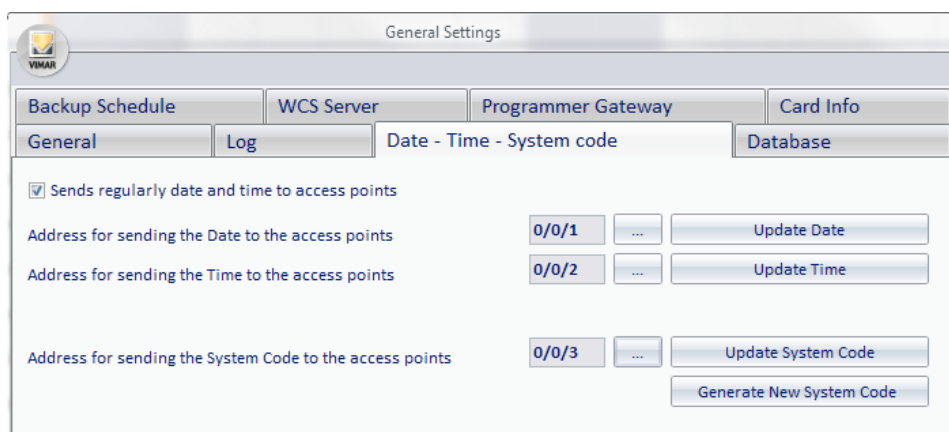 General Settings
VIMAR
Backup Schedule WCS Server Programmer Gateway Card Info
General Log Date - Time - System code Database
Sends regularly date and time to access points
Address for sending the Date to the access points 0/0/1 ... Update Date
Address for sending the Time to the access points 0/0/2 ... Update Time
Address for sending the System Code to the access points 0/0/3 ... Update System Code
Generate New System Code